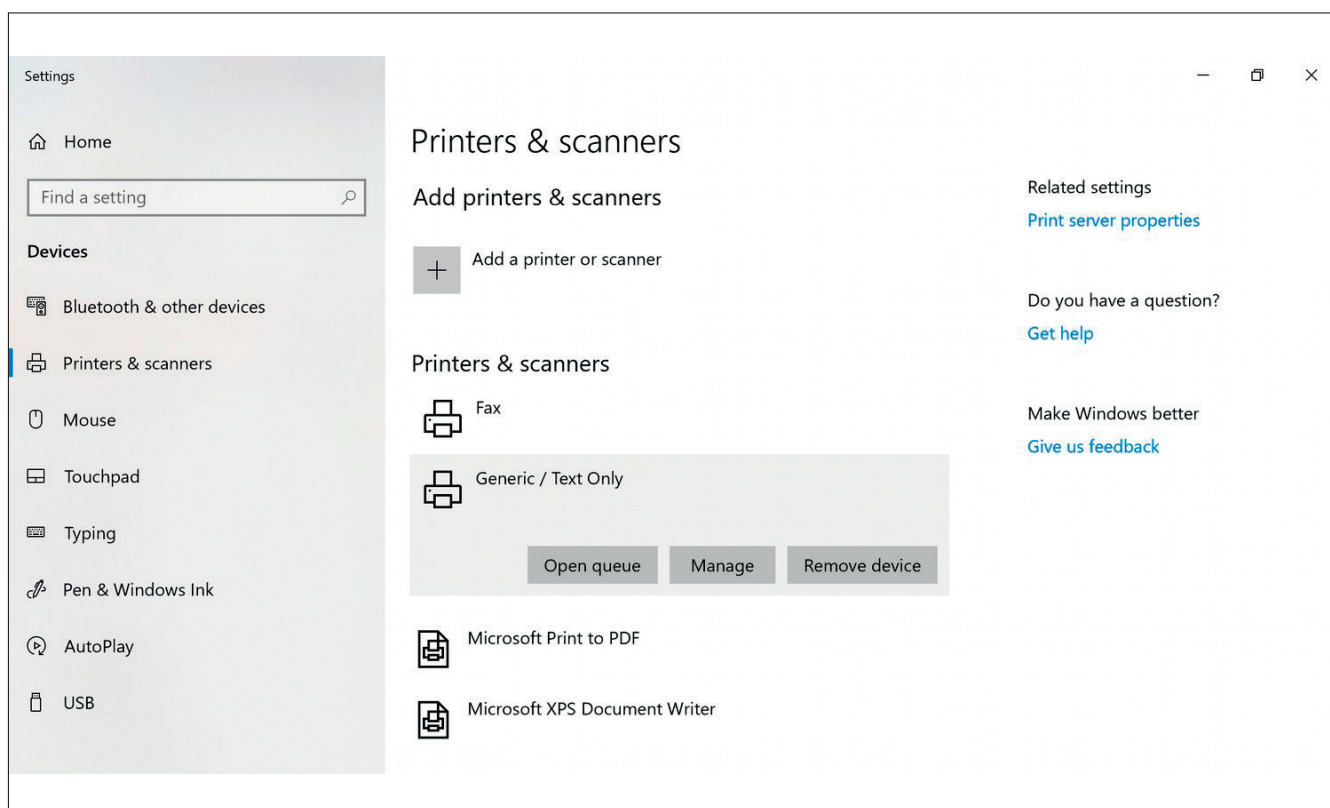 Settings
Home
Find a setting
Devices
Bluetooth & other devices
Printers & scanners
Mouse
Touchpad
Typing
Pen & Windows Ink
AutoPlay
USB
Printers & scanners
Add printers & scanners
Add a printer or scanner
Printers & scanners
Fax
Generic / Text Only
Open queue Manage Remove device
Microsoft Print to PDF
Microsoft XPS Document Writer
Related settings
Print server properties
Do you have a question?
Get help
Make Windows better
Give us feedback